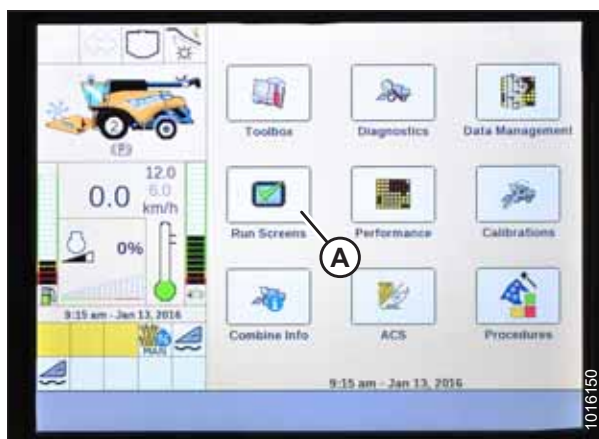 2
(P)
12.0
6.0
0.0 km/h
0%
9:15 am - Jan 13, 2016
MAN
Toolbox
Diagnostics
Data Management
Run Screens
A
Performance
Calibrations
Combine Info
ACS
Procedures
9:15 am - Jan 13, 2016
1016150